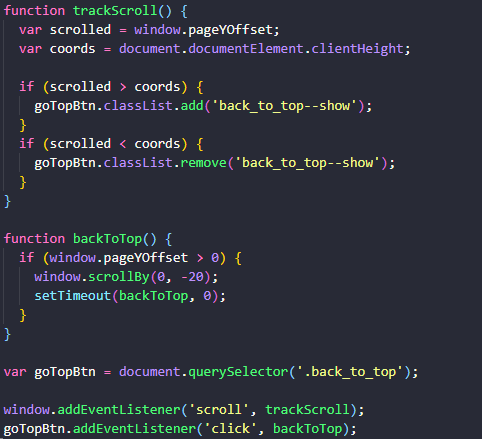 function trackScroll() {
  var scrolled = window.pageYOffset;
  var coords = document.documentElement.clientHeight;

  if (scrolled > coords) {
    goTopBtn.classList.add('back_to_top--show');
  }
  if (scrolled < coords) {
    goTopBtn.classList.remove('back_to_top--show');
  }
}

function backToTop() {
  if (window.pageYOffset > 0) {
    window.scrollBy(0, -20);
    setTimeout(backToTop, 0);
  }
}

var goTopBtn = document.querySelector('.back_to_top');

window.addEventListener('scroll', trackScroll);
goTopBtn.addEventListener('click', backToTop);